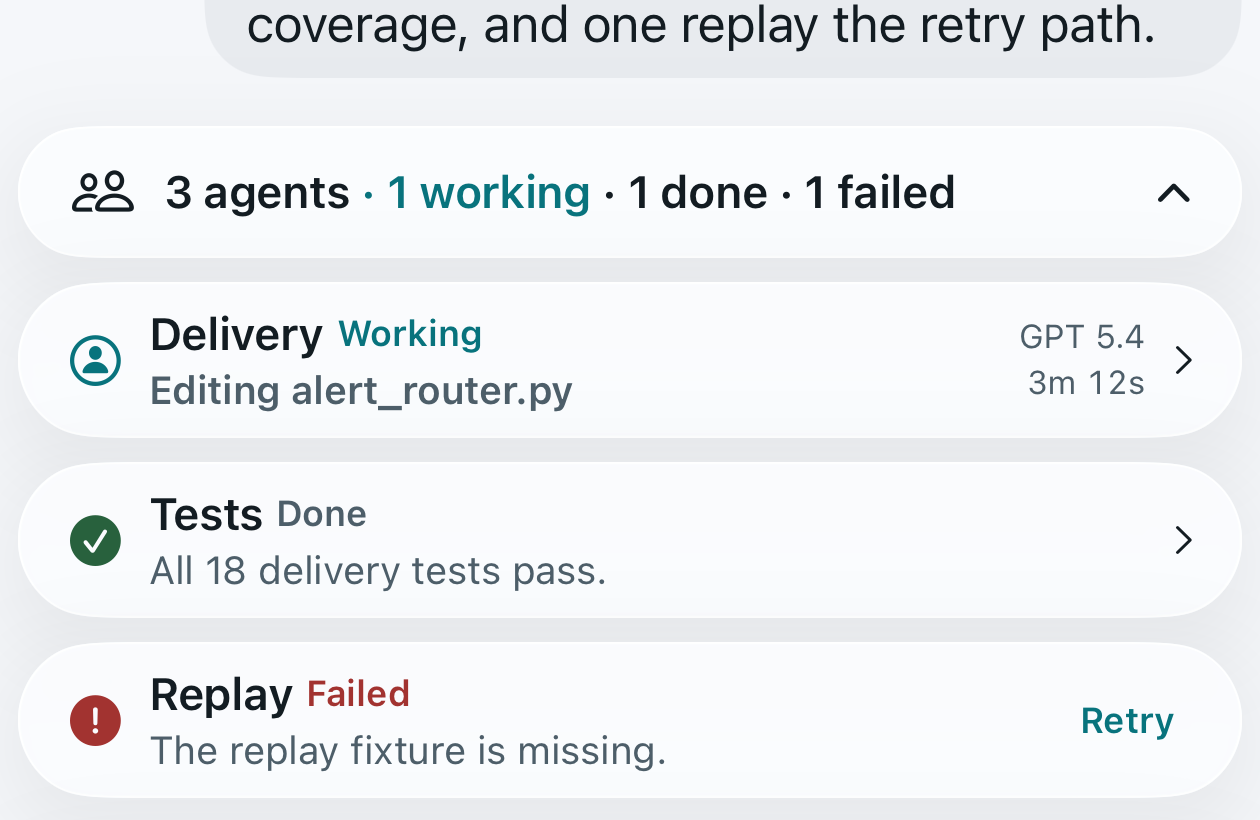 coverage, and one replay the retry path.
3 agents · 1 working · 1 done · 1 failed
Delivery Working
Editing alert_router.py
GPT 5.4
3m 12s
Tests Done
All 18 delivery tests pass.
Replay Failed
The replay fixture is missing.
Retry